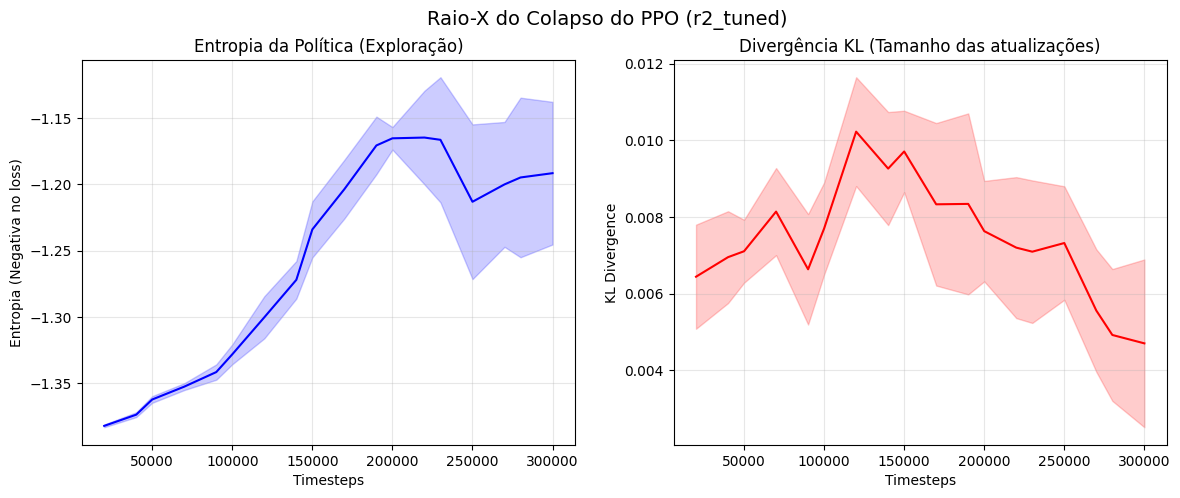 Raio-X do Colapso do PPO (r2_tuned)
Entropia da Política (Exploração)
Entropia (Negativa no loss)
−1.15
−1.20
−1.25
−1.30
−1.35
50000 100000 150000 200000 250000 300000
Timesteps
Divergência KL (Tamanho das atualizações)
KL Divergence
0.012
0.010
0.008
0.006
0.004
50000 100000 150000 200000 250000 300000
Timesteps